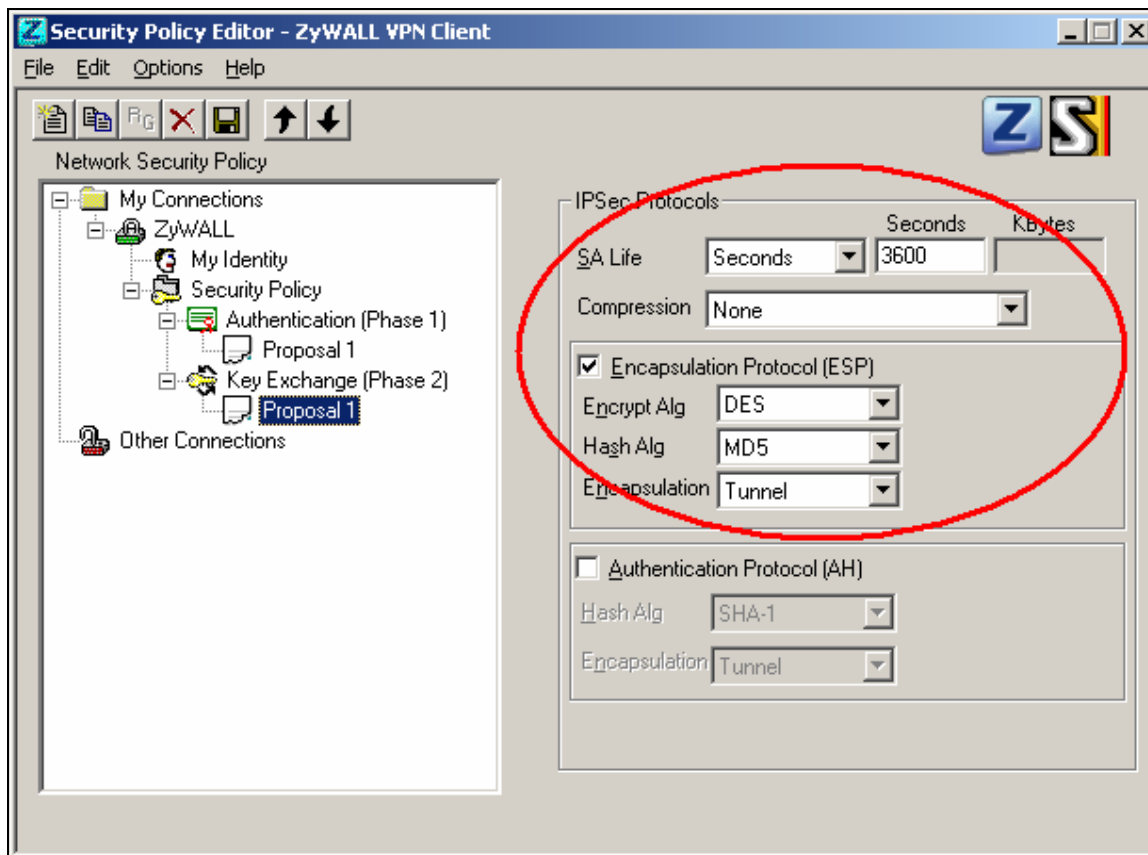 Security Policy Editor - ZyWALL VPN Client
File Edit Options Help
Network Security Policy
My Connections
ZyWALL
My Identity
Security Policy
Authentication (Phase 1)
Proposal 1
Key Exchange (Phase 2)
Proposal 1
Other Connections
IPSec Protocols
Seconds KBytes
SA Life Seconds 3600
Compression None
Encapsulation Protocol (ESP)
Encrypt Alg DES
Hash Alg MD5
Encapsulation Tunnel
Authentication Protocol (AH)
Hash Alg SHA-1
Encapsulation Tunnel